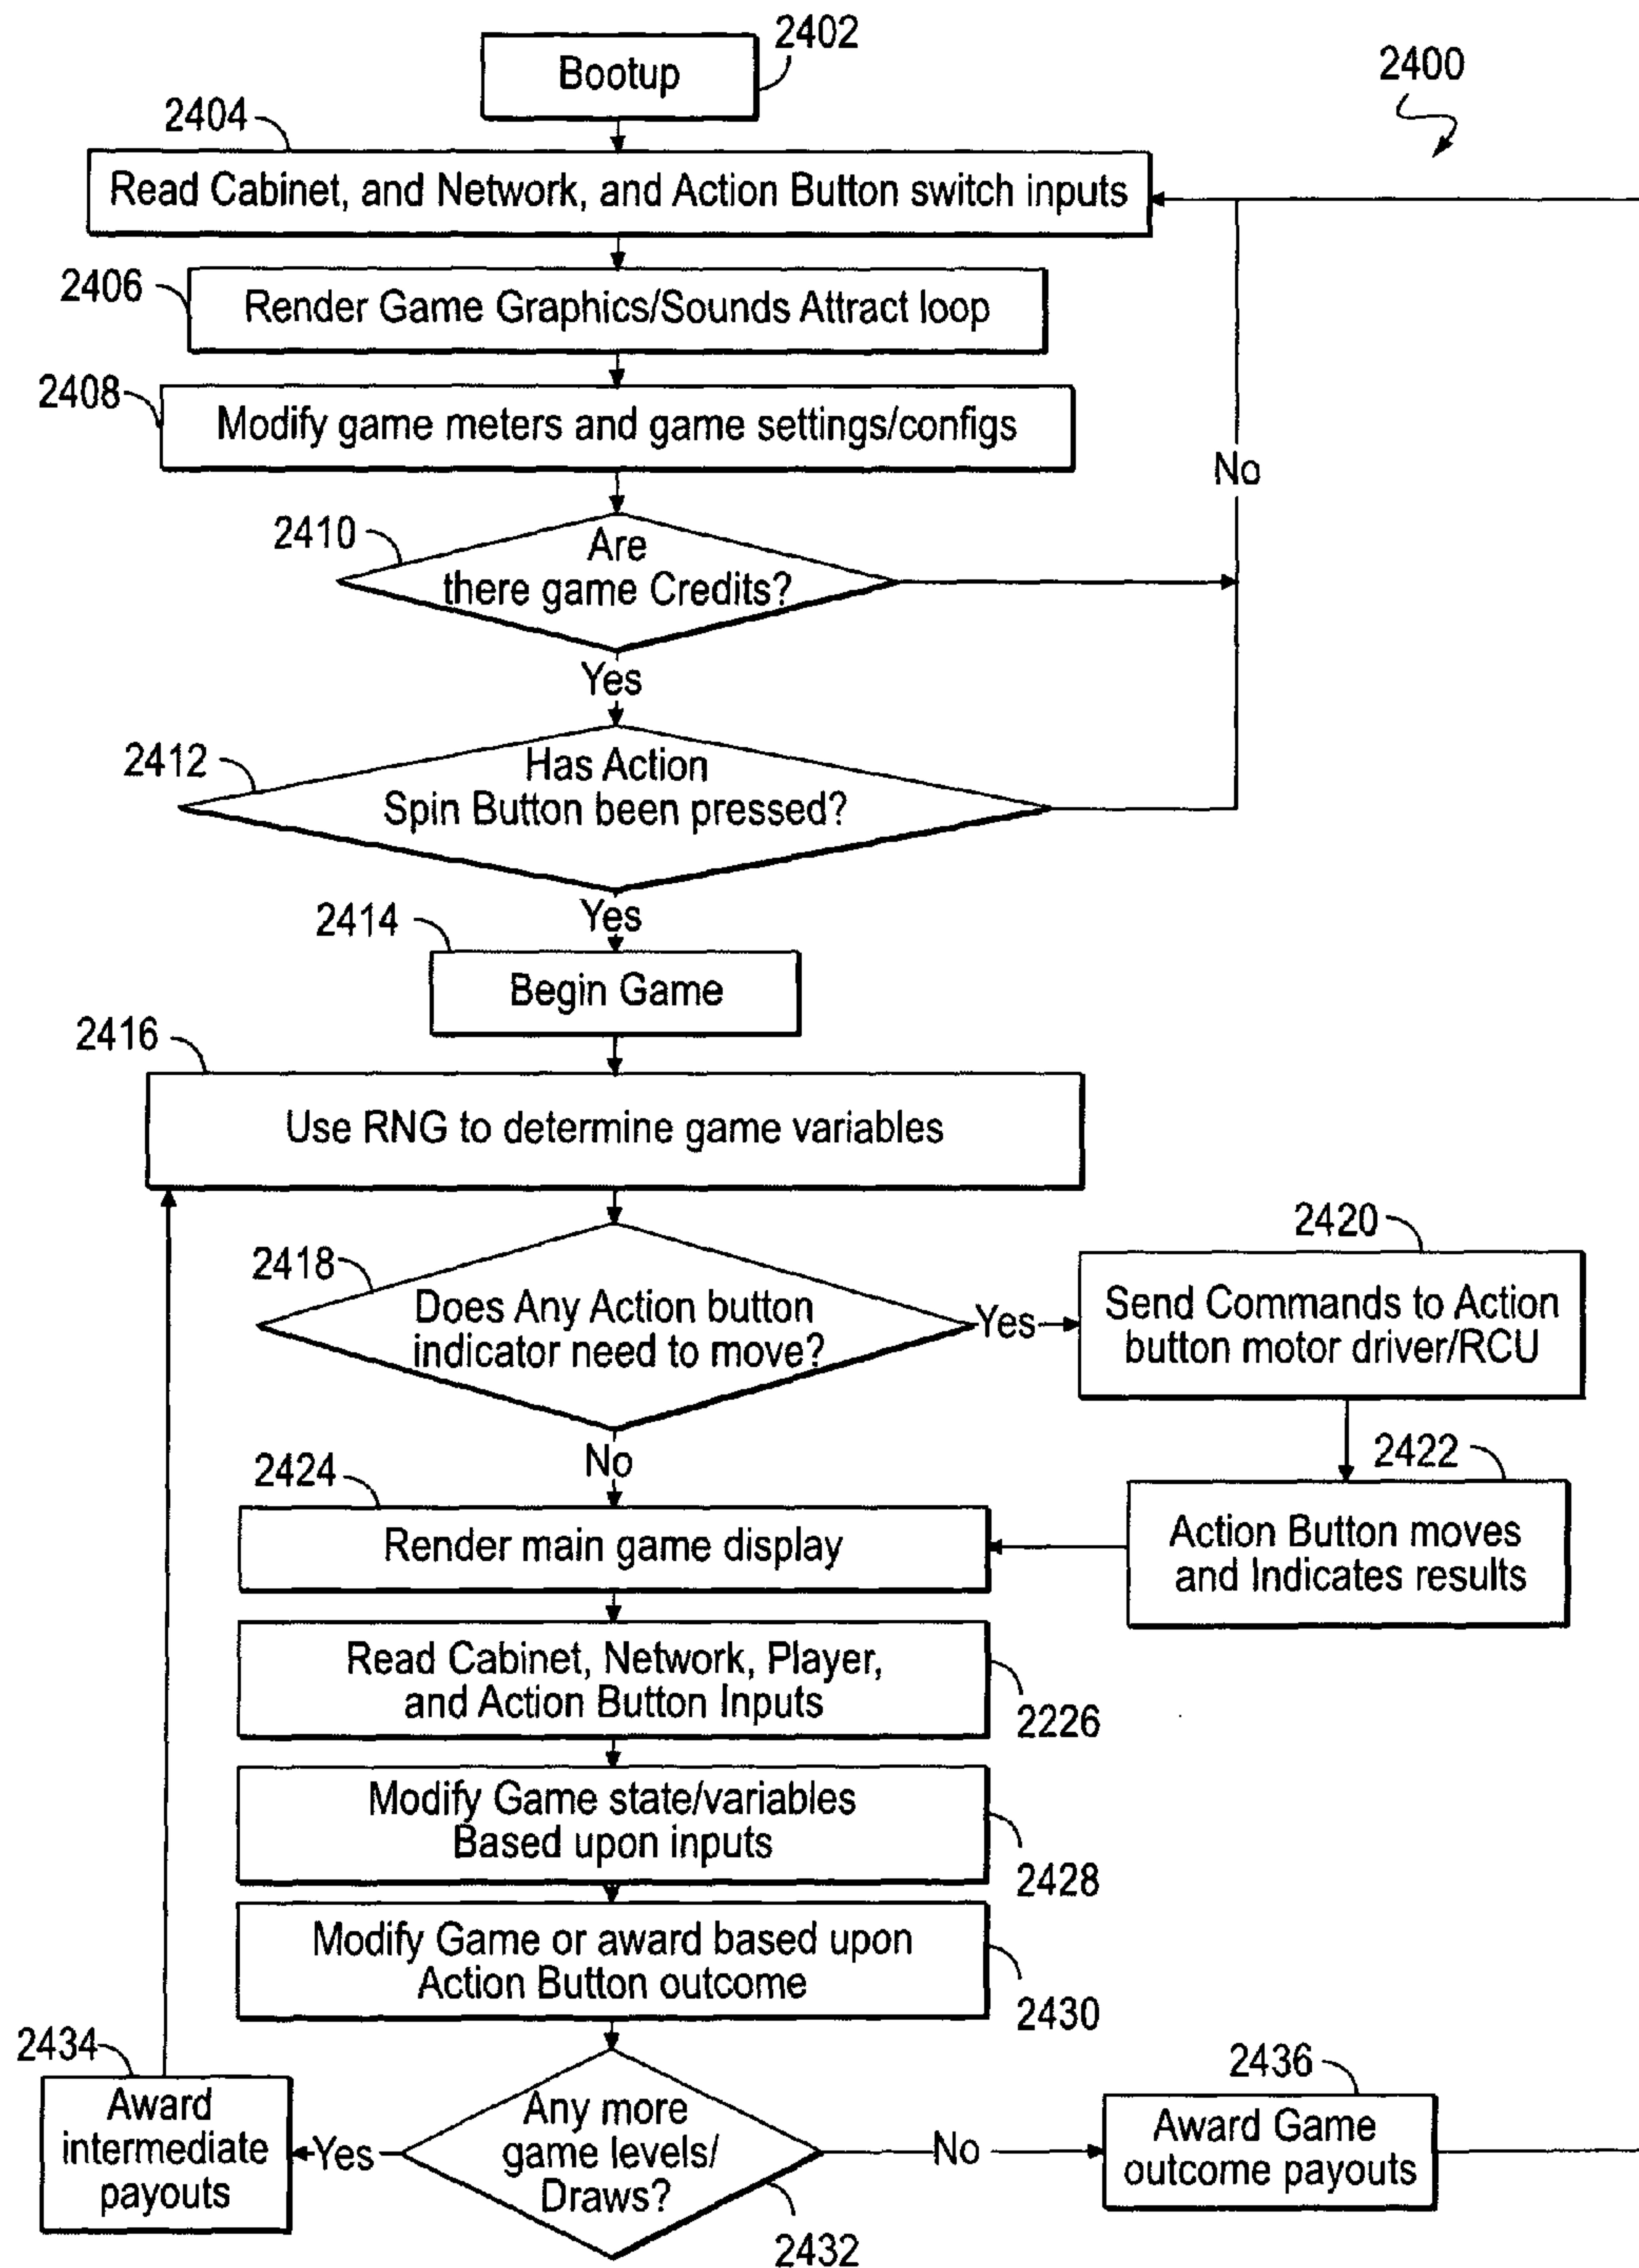 2402
Bootup
2400
2404
Read Cabinet, and Network, and Action Button switch inputs
2406
Render Game Graphics/Sounds Attract loop
2408
Modify game meters and game settings/configs
No
2410
Are
there game Credits?
Yes
2412
Has Action
Spin Button been pressed?
Yes
2414
Begin Game
2416
Use RNG to determine game variables
2418
Does Any Action button
indicator need to move?
Yes
2420
Send Commands to Action
button motor driver/RCU
No
2422
Action Button moves
and Indicates results
2424
Render main game display
Read Cabinet, Network, Player,
and Action Button Inputs
2226
Modify Game state/variables
Based upon inputs
2428
Modify Game or award based upon
Action Button outcome
2430
2434
Award
intermediate
payouts
Yes
Any more
game levels/
Draws?
2432
No
2436
Award Game
outcome payouts